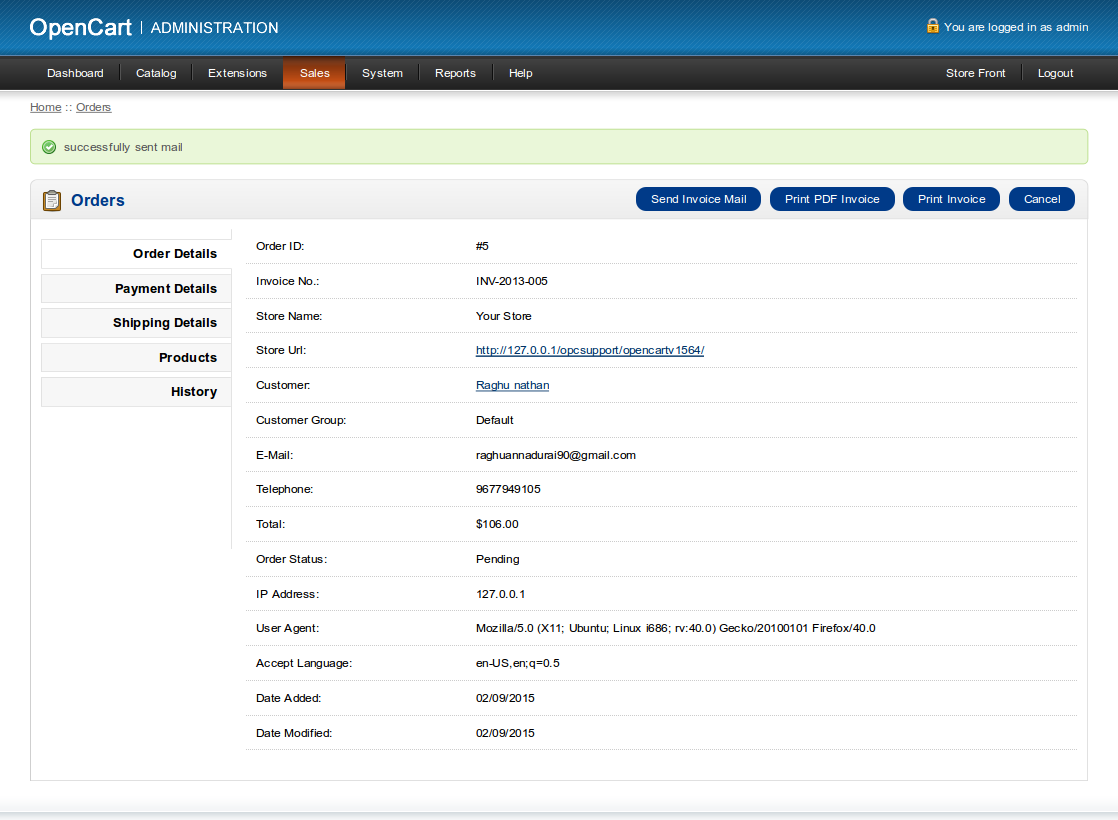 OpenCart | ADMINISTRATION You are logged in as admin
Dashboard Catalog Extensions Sales System Reports Help Store Front Logout
Home :: Orders
successfully sent mail
Orders Send Invoice Mail Print PDF Invoice Print Invoice Cancel
Order Details
Payment Details
Shipping Details
Products
History
Order ID: #5
Invoice No.: INV-2013-005
Store Name: Your Store
Store Url: http://127.0.0.1/opcsupport/opencartv1564/
Customer: Raghu nathan
Customer Group: Default
E-Mail: raghuannadurai90@gmail.com
Telephone: 9677949105
Total: $106.00
Order Status: Pending
IP Address: 127.0.0.1
User Agent: Mozilla/5.0 (X11; Ubuntu; Linux i686; rv:40.0) Gecko/20100101 Firefox/40.0
Accept Language: en-US,en;q=0.5
Date Added: 02/09/2015
Date Modified: 02/09/2015